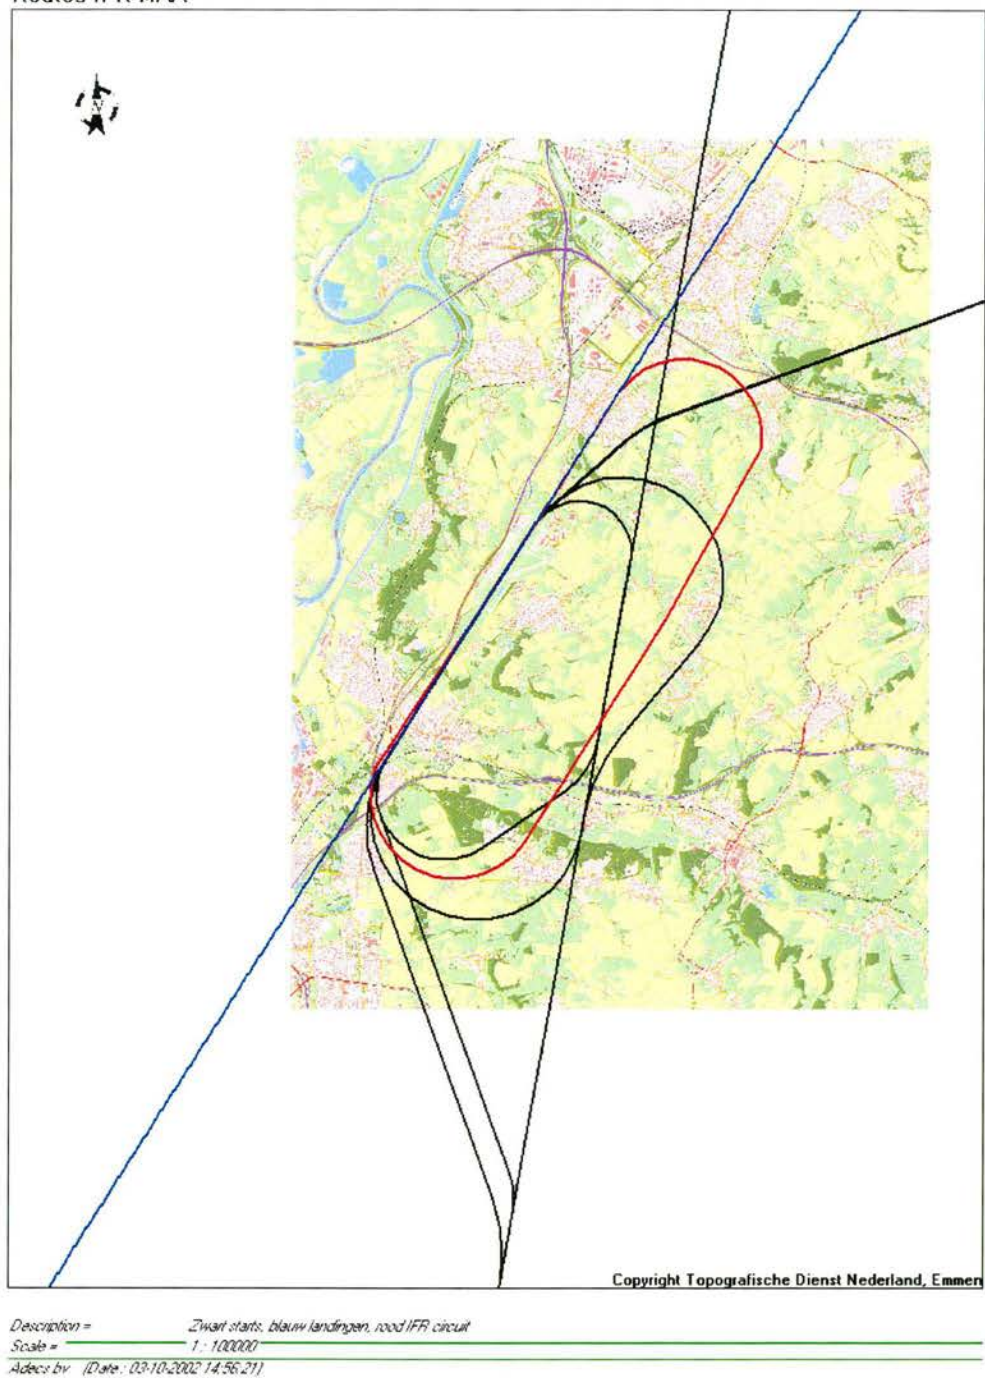 Copyright Topografische Dienst Nederland, Emmen
Description = Zwart starts, blauw landingen, rood IFR circuit
Scale = 1 : 100000
Adecs by (Date : 03-10-2002 14:56:21)